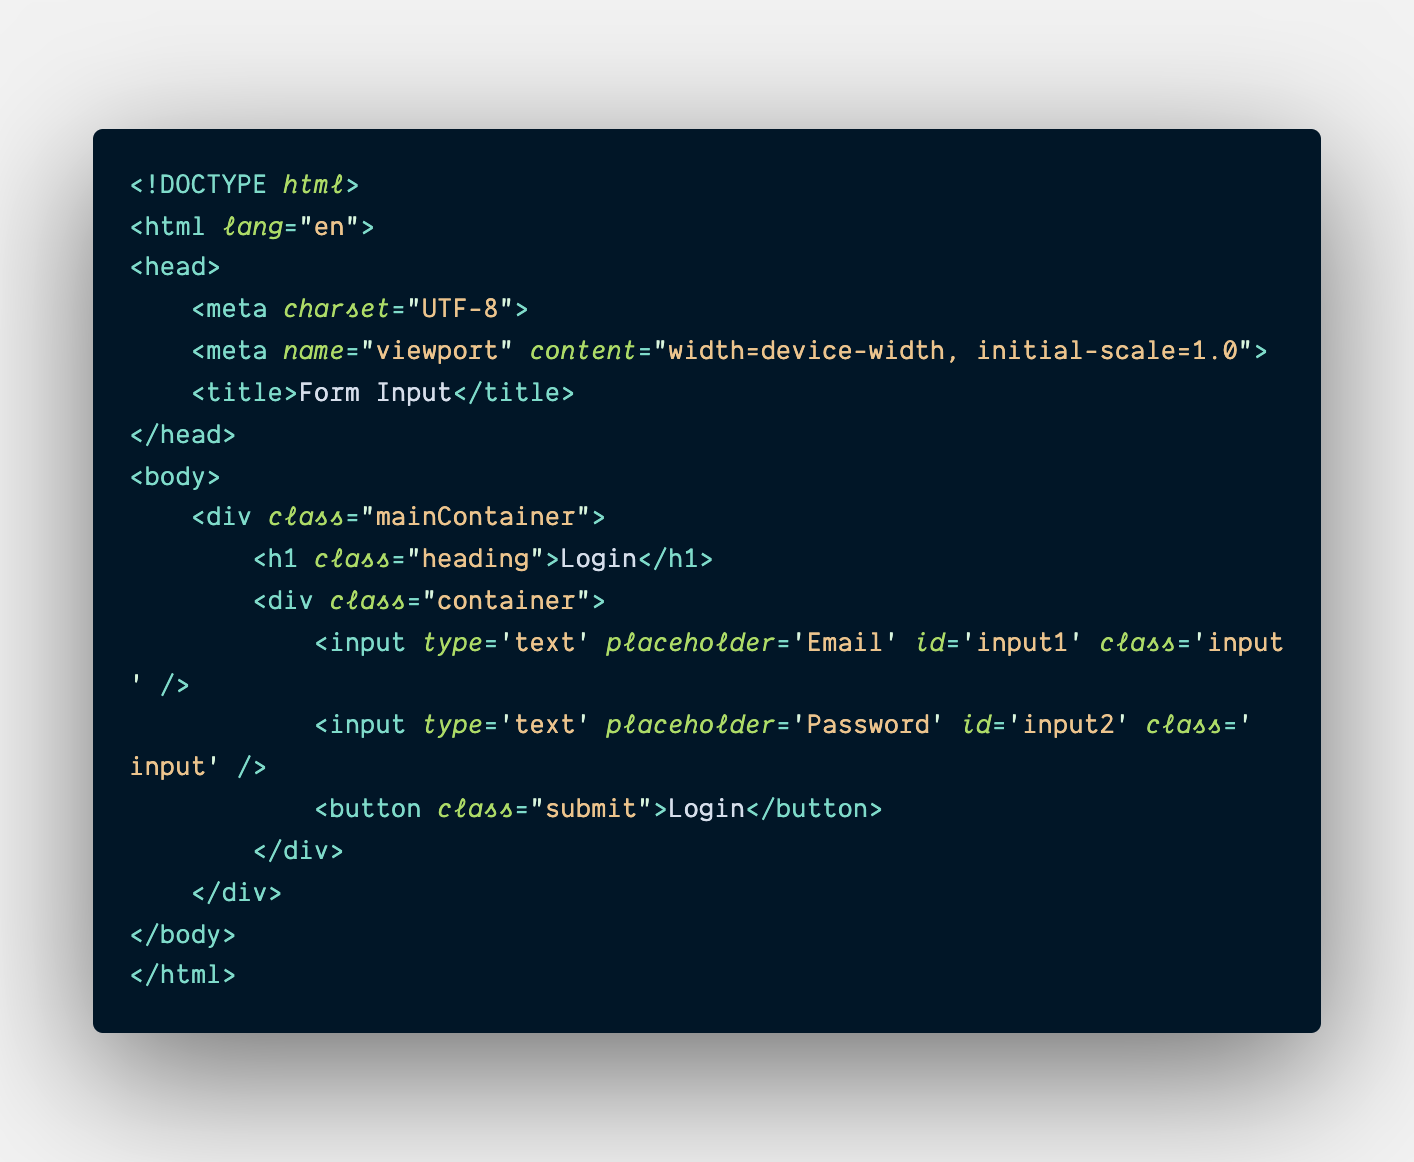 <!DOCTYPE html>
<html lang="en">
<head>
    <meta charset="UTF-8">
    <meta name="viewport" content="width=device-width, initial-scale=1.0">
    <title>Form Input</title>
</head>
<body>
    <div class="mainContainer">
        <h1 class="heading">Login</h1>
        <div class="container">
            <input type='text' placeholder='Email' id='input1' class='input
' />
            <input type='text' placeholder='Password' id='input2' class='
input' />
            <button class="submit">Login</button>
        </div>
    </div>
</body>
</html>